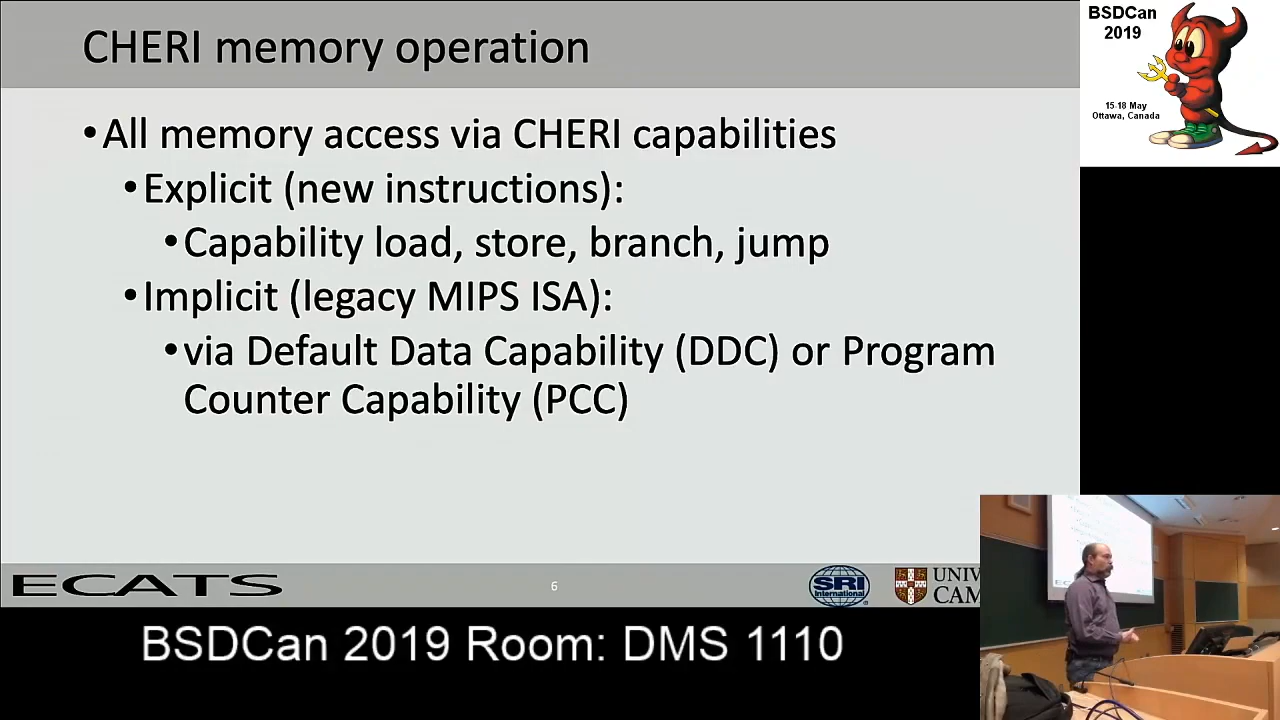 CHERI memory operation
•All memory access via CHERI capabilities
•Explicit (new instructions):
•Capability load, store, branch, jump
•Implicit (legacy MIPS ISA):
•via Default Data Capability (DDC) or Program
Counter Capability (PCC)
ECATS
6
SRI
International
UNIV
CAM
BSDCan
2019
15-18 May
Ottawa, Canada
BSDCan 2019 Room: DMS 1110